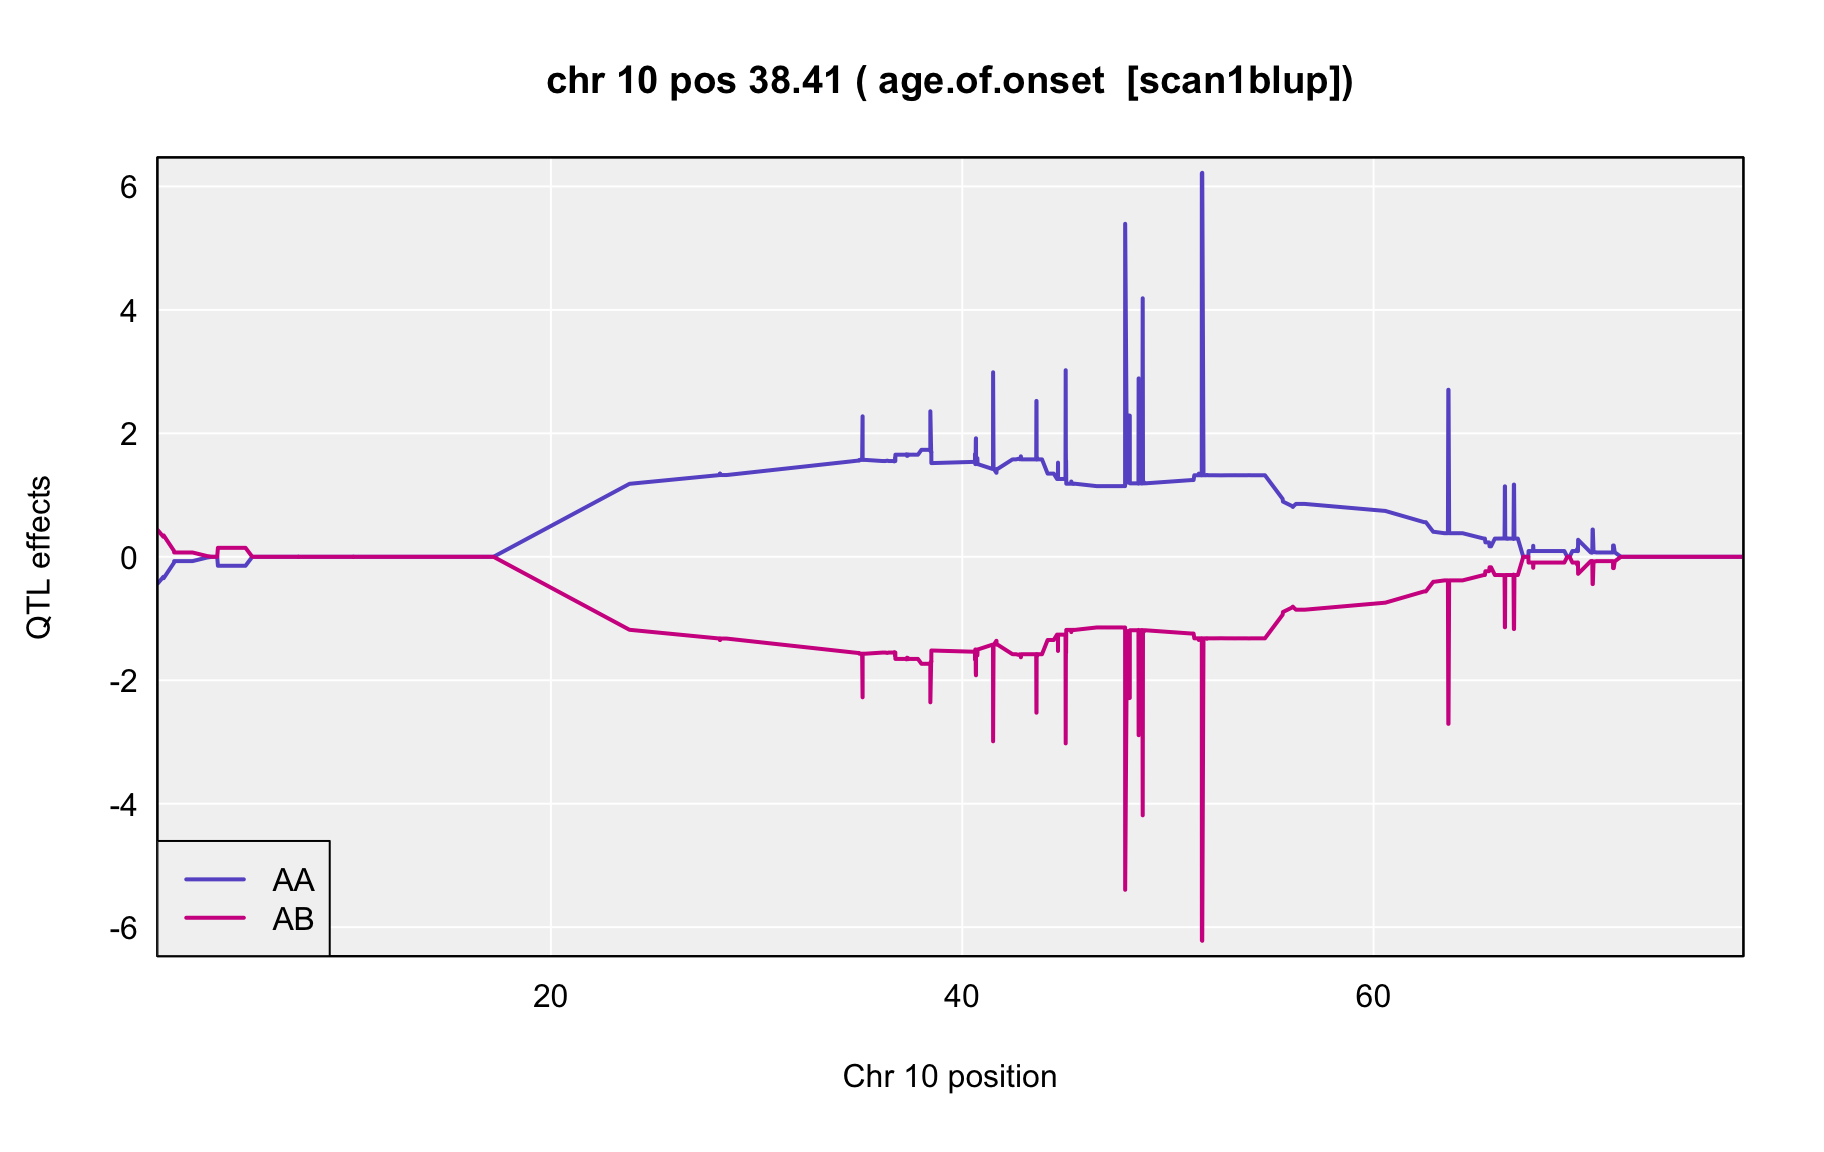 chr 10 pos 38.41 ( age.of.onset  [scan1blup])
QTL effects
6
4
2
0
-2
-4
-6
AA
AB
20
40
60
Chr 10 position